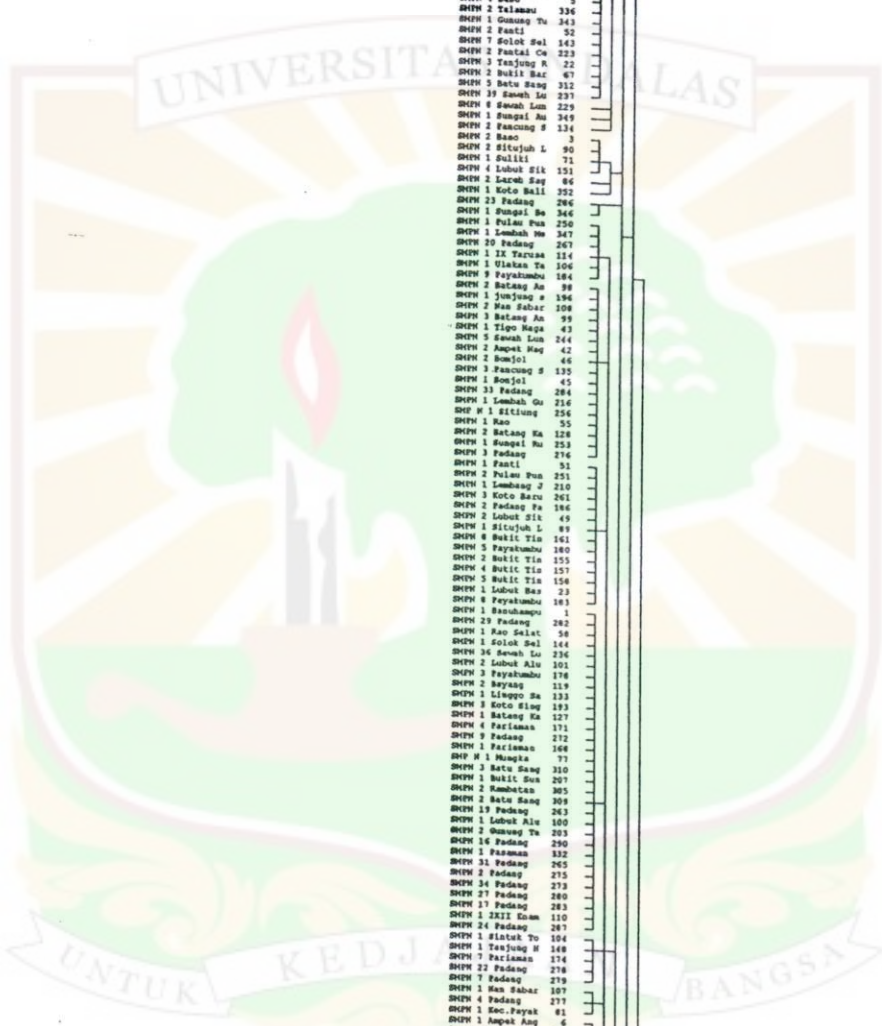 SMPN 2 Talamau 336
SMPN 1 Gunung Tu 343
SMPN 2 Panti 52
SMPN 7 Solok Sel 143
SMPN 2 Pantai Ce 223
SMPN 3 Tanjung R 22
SMPN 2 Bukik Bar 67
SMPN 5 Batu Sang 312
SMPN 39 Sawah Lu 237
SMPN 8 Sawah Lun 229
SMPN 1 Sungai Au 349
SMPN 2 Pancung S 134
SMPN 2 Baso 3
SMPN 2 Situjuh L 90
SMPN 1 Suliki 71
SMPN 4 Lubuk Sik 151
SMPN 2 Lareh Sag 86
SMPN 1 Koto Bali 352
SMPN 23 Padang 286
SMPN 1 Sungai Be 346
SMPN 1 Pulau Pun 250
SMPN 1 Lembah Me 347
SMPN 20 Padang 267
SMPN 1 IX Tarusa 114
SMPN 1 Ulakan Ta 106
SMPN 9 Payakumbu 184
SMPN 2 Batang An 98
SMPN 1 junjung s 196
SMPN 2 Nan Sabar 108
SMPN 3 Batang An 99
SMPN 1 Tigo Naga 43
SMPN 5 Sawah Lun 244
SMPN 2 Ampek Nag 42
SMPN 2 Bomjol 46
SMPN 3.Pancung S 135
SMPN 1 Bonjol 45
SMPN 33 Padang 284
SMPN 1 Lembah Gu 216
SMP N 1 Sitiung 256
SMPN 1 Rao 55
SMPN 2 Batang Ka 128
SMPN 1 Sungai Ru 253
SMPN 3 Padang 276
SMPN 1 Panti 51
SMPN 2 Pulau Pun 251
SMPN 1 Lembang J 210
SMPN 3 Koto Baru 261
SMPN 2 Padang Pa 186
SMPN 2 Lubuk Sik 49
SMPN 1 Situjuh L 89
SMPN 8 Bukit Tin 161
SMPN 5 Payakumbu 180
SMPN 2 Bukit Tin 155
SMPN 4 Bukit Tin 157
SMPN 5 Bukit Tin 158
SMPN 1 Lubuk Bas 23
SMPN 8 Payakumbu 183
SMPN 1 Banuhampu 1
SMPN 29 Padang 282
SMPN 1 Rao Selat 58
SMPN 1 Solok Sel 144
SMPN 36 Sawah Lu 236
SMPN 2 Lubuk Alu 101
SMPN 3 Payakumbu 178
SMPN 2 Bayang 119
SMPN 1 Linggo Sa 133
SMPN 3 Koto Sing 193
SMPN 1 Batang Ka 127
SMPN 4 Pariaman 171
SMPN 9 Padang 272
SMPN 1 Pariaman 168
SMP N 1 Mungka 77
SMPN 3 Batu Sang 310
SMPN 1 Bukit Sun 207
SMPN 2 Rambatan 305
SMPN 2 Batu Sang 309
SMPN 19 Padang 263
SMPN 1 Lubuk Alu 100
SMPN 2 Gunung Ta 203
SMPN 16 Padang 290
SMPN 1 Pasaman 332
SMPN 31 Padang 265
SMPN 2 Padang 275
SMPN 34 Padang 273
SMPN 27 Padang 280
SMPN 17 Padang 283
SMPN 1 2XII Enam 110
SMPN 24 Padang 287
SMPN 1 Sintuk To 104
SMPN 1 Tanjung H 148
SMPN 7 Pariaman 174
SMPN 22 Padang 278
SMPN 7 Padang 279
SMPN 1 Nan Sabar 107
SMPN 4 Padang 277
SMPN 1 Kec.Payak 81
SMPN 1 Ampek Ang 6
UNIVERSITAS ANDALAS
UNTUK KEDJAJAAN BANGSA